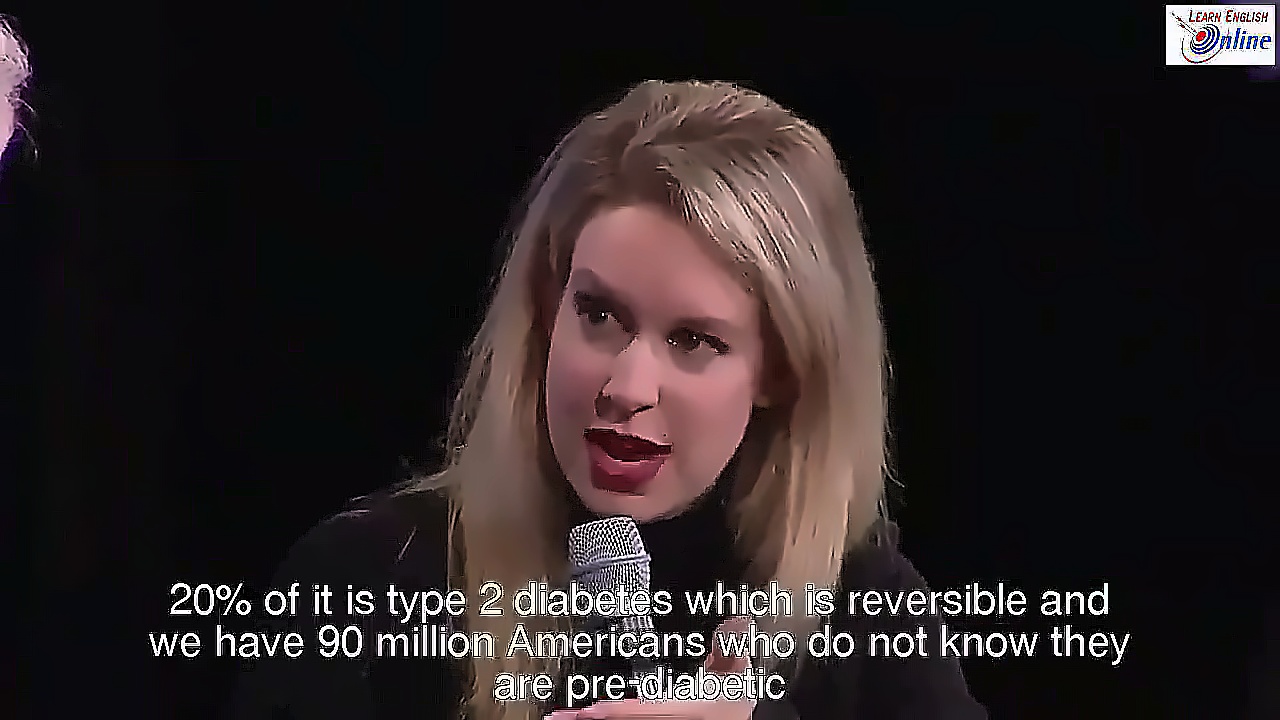 LEARN ENGLISH
Online
20% of it is type 2 diabetes which is reversible and
we have 90 million Americans who do not know they
are pre-diabetic